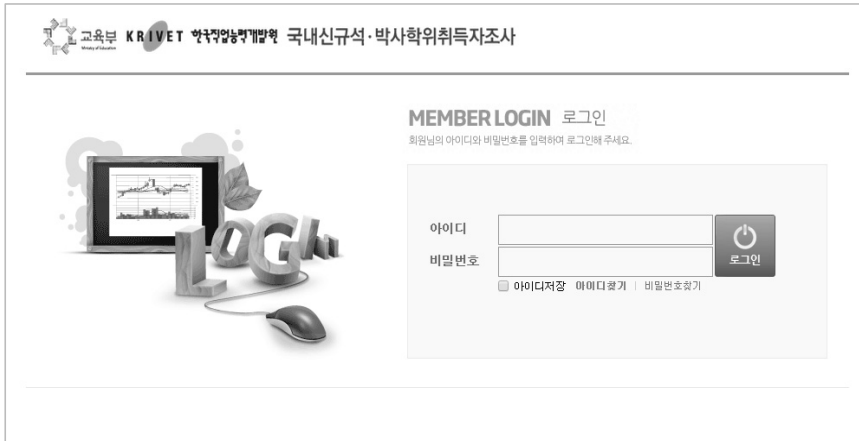 교육부 KRIVET 한국직업능력개발원 국내신규석·박사학위취득자조사
Ministry of Education
MEMBER LOGIN 로그인
회원님의 아이디와 비밀번호를 입력하여 로그인해 주세요.
LOGIN
아이디
비밀번호
로그인
아이디저장 아이디찾기 | 비밀번호찾기